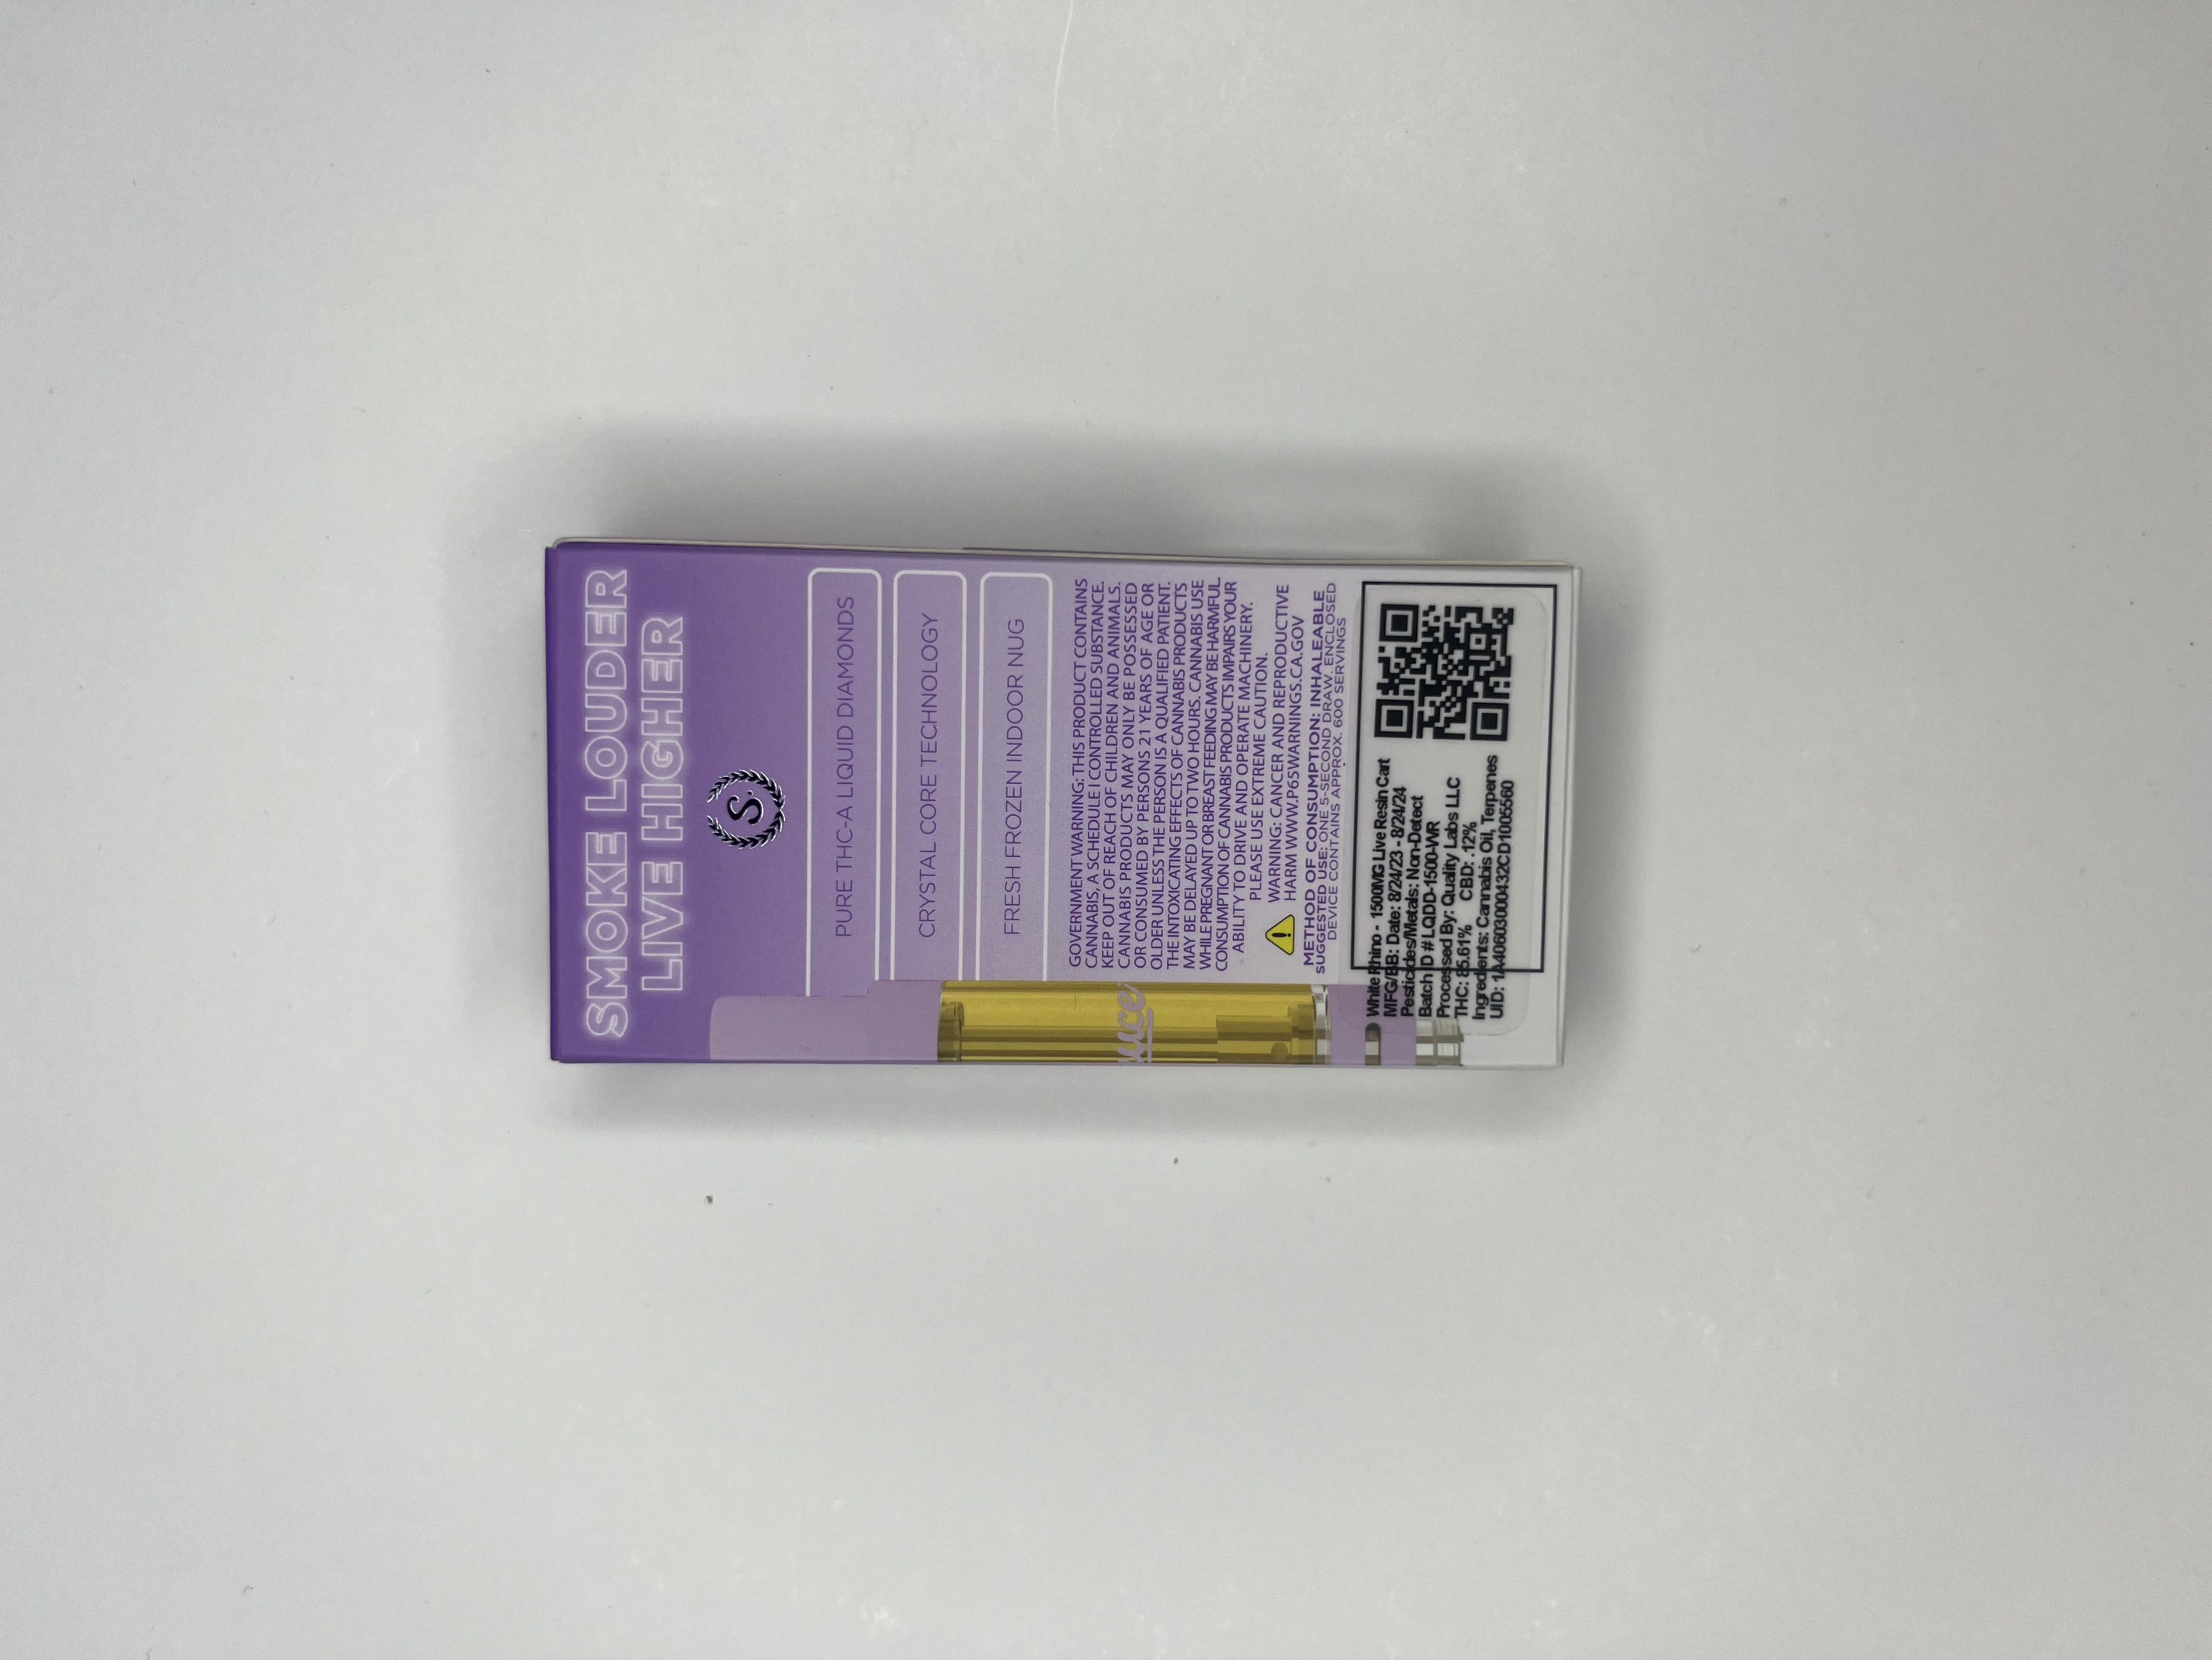 SMOKE LOUDER
LIVE HIGHER
S.
PURE THC-A LIQUID DIAMONDS
CRYSTAL CORE TECHNOLOGY
FRESH FROZEN INDOOR NUG
uce
GOVERNMENT WARNING: THIS PRODUCT CONTAINS
CANNABIS, A SCHEDULE I CONTROLLED SUBSTANCE.
KEEP OUT OF REACH OF CHILDREN AND ANIMALS.
CANNABIS PRODUCTS MAY ONLY BE POSSESSED
OR CONSUMED BY PERSONS 21 YEARS OF AGE OR
OLDER UNLESS THE PERSON IS A QUALIFIED PATIENT.
THE INTOXICATING EFFECTS OF CANNABIS PRODUCTS
MAY BE DELAYED UP TO TWO HOURS. CANNABIS USE
WHILE PREGNANT OR BREAST FEEDING MAY BE HARMFUL.
CONSUMPTION OF CANNABIS PRODUCTS IMPAIRS YOUR
ABILITY TO DRIVE AND OPERATE MACHINERY.
PLEASE USE EXTREME CAUTION.
WARNING: CANCER AND REPRODUCTIVE
HARM WWW.P65WARNINGS.CA.GOV
METHOD OF CONSUMPTION: INHALEABLE
SUGGESTED USE: ONE 5-SECOND DRAW. ENCLOSED
DEVICE CONTAINS APPROX. 600 SERVINGS
White Rhino - 1500MG Live Resin Cart
MFG/BB: Date: 8/24/23 - 8/24/24
Pesticides/Metals: Non-Detect
Batch ID # LQDD-1500-WR
Processed By: Quality Labs LLC
THC: 85.61% CBD: .12%
Ingredients: Cannabis Oil, Terpenes
UID: 1A40603000432CD1005560